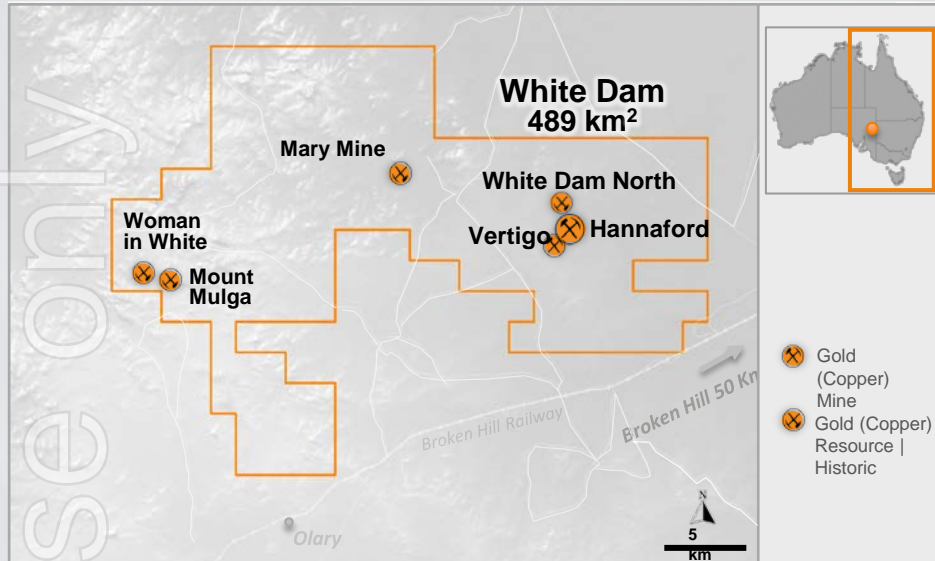 se only
White Dam
489 km²
Mary Mine
White Dam North
Hannaford
Vertigo
Woman
in White
Mount
Mulga
Broken Hill Railway
Broken Hill 50 Km
Olary
N
5
km
Gold
(Copper)
Mine
Gold (Copper)
Resource |
Historic